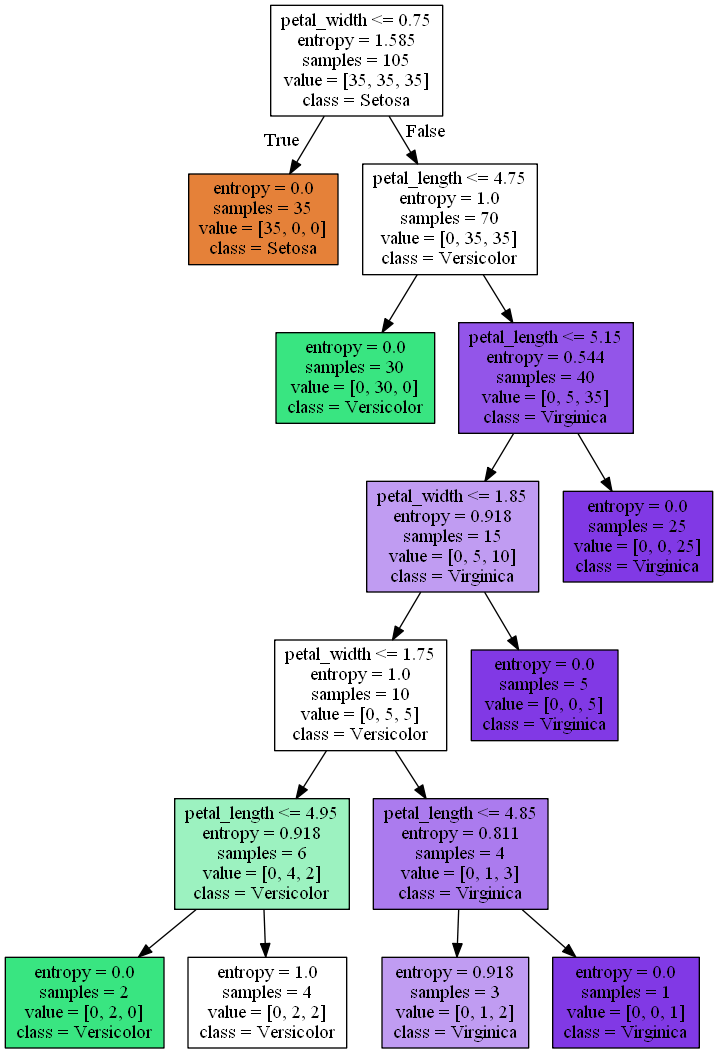 petal_width <= 0.75
entropy = 1.585
samples = 105
value = [35, 35, 35]
class = Setosa
True
False
entropy = 0.0
samples = 35
value = [35, 0, 0]
class = Setosa
petal_length <= 4.75
entropy = 1.0
samples = 70
value = [0, 35, 35]
class = Versicolor
entropy = 0.0
samples = 30
value = [0, 30, 0]
class = Versicolor
petal_length <= 5.15
entropy = 0.544
samples = 40
value = [0, 5, 35]
class = Virginica
petal_width <= 1.85
entropy = 0.918
samples = 15
value = [0, 5, 10]
class = Virginica
entropy = 0.0
samples = 25
value = [0, 0, 25]
class = Virginica
petal_width <= 1.75
entropy = 1.0
samples = 10
value = [0, 5, 5]
class = Versicolor
entropy = 0.0
samples = 5
value = [0, 0, 5]
class = Virginica
petal_length <= 4.95
entropy = 0.918
samples = 6
value = [0, 4, 2]
class = Versicolor
petal_length <= 4.85
entropy = 0.811
samples = 4
value = [0, 1, 3]
class = Virginica
entropy = 0.0
samples = 2
value = [0, 2, 0]
class = Versicolor
entropy = 1.0
samples = 4
value = [0, 2, 2]
class = Versicolor
entropy = 0.918
samples = 3
value = [0, 1, 2]
class = Virginica
entropy = 0.0
samples = 1
value = [0, 0, 1]
class = Virginica